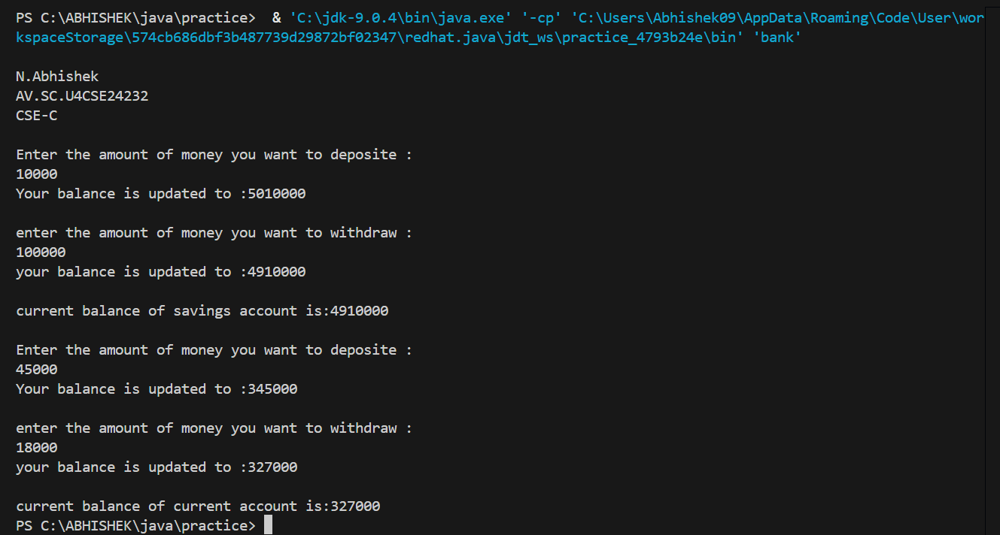 PS C:\ABHISHEK\java\practice>  & 'C:\jdk-9.0.4\bin\java.exe' '-cp' 'C:\Users\Abhishek09\AppData\Roaming\Code\User\wor
kspaceStorage\574cb686dbf3b487739d29872bf02347\redhat.java\jdt_ws\practice_4793b24e\bin' 'bank'
N.Abhishek
AV.SC.U4CSE24232
CSE-C
Enter the amount of money you want to deposite :
10000
Your balance is updated to :5010000
enter the amount of money you want to withdraw :
100000
your balance is updated to :4910000
current balance of savings account is:4910000
Enter the amount of money you want to deposite :
45000
Your balance is updated to :345000
enter the amount of money you want to withdraw :
18000
your balance is updated to :327000
current balance of current account is:327000
PS C:\ABHISHEK\java\practice>